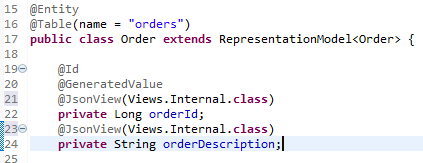 15 @Entity
16 @Table(name = "orders")
17 public class Order extends RepresentationModel<Order> {
18
19 @Id
20 @GeneratedValue
21 @JsonView(Views.Internal.class)
22 private Long orderId;
23 @JsonView(Views.Internal.class)
24 private String orderDescription;
25